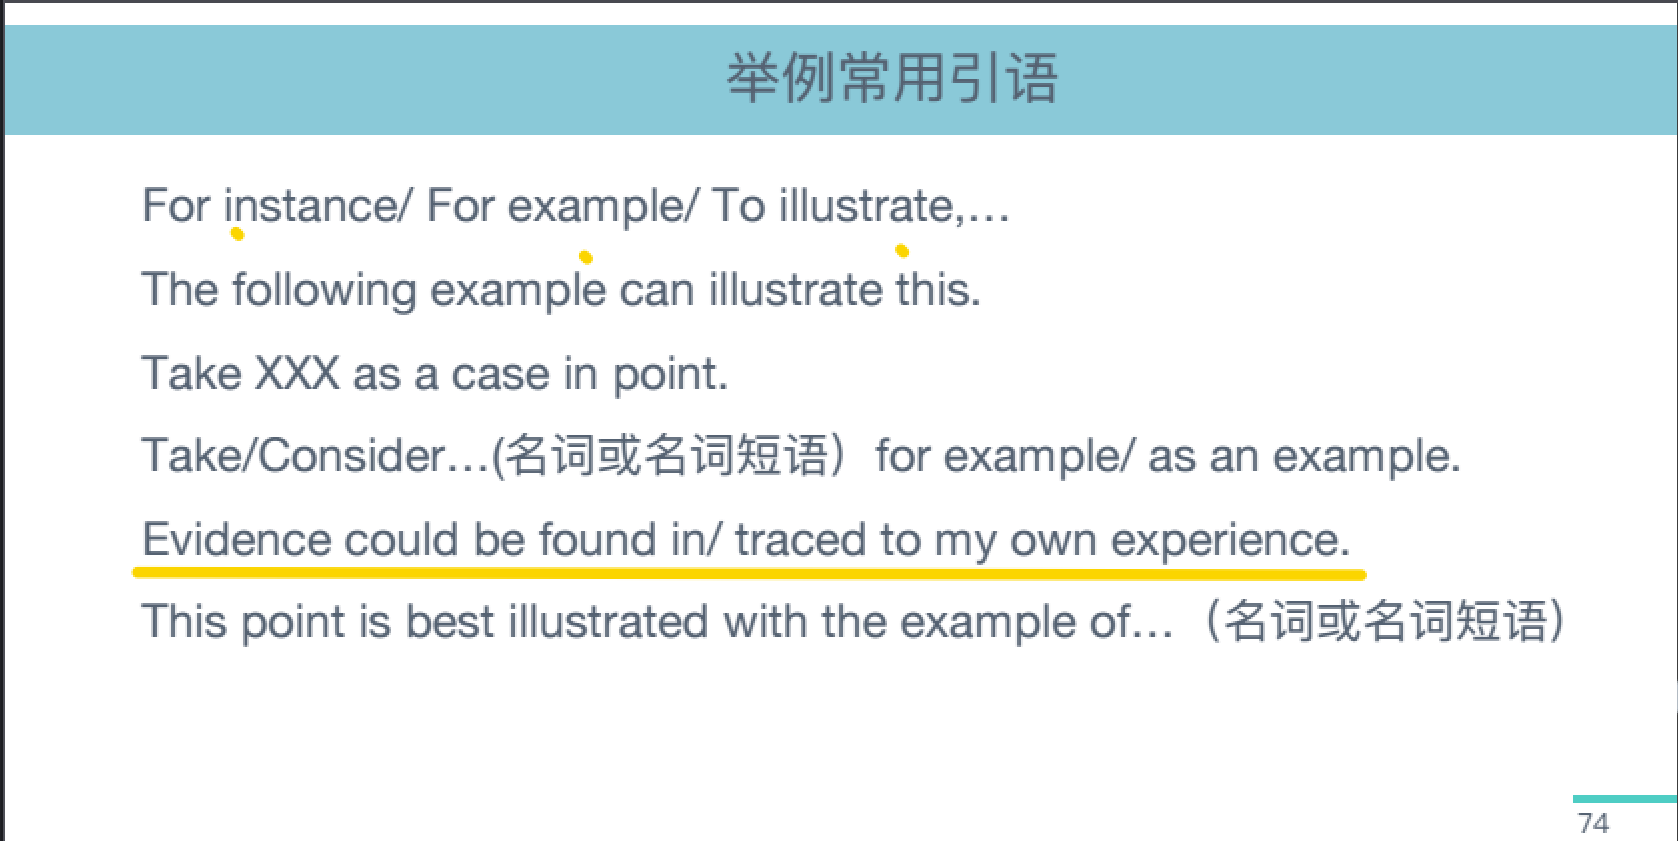 举例常用引语
For instance/ For example/ To illustrate,...
The following example can illustrate this.
Take XXX as a case in point.
Take/Consider...(名词或名词短语）for example/ as an example.
Evidence could be found in/ traced to my own experience.
This point is best illustrated with the example of...（名词或名词短语）
74